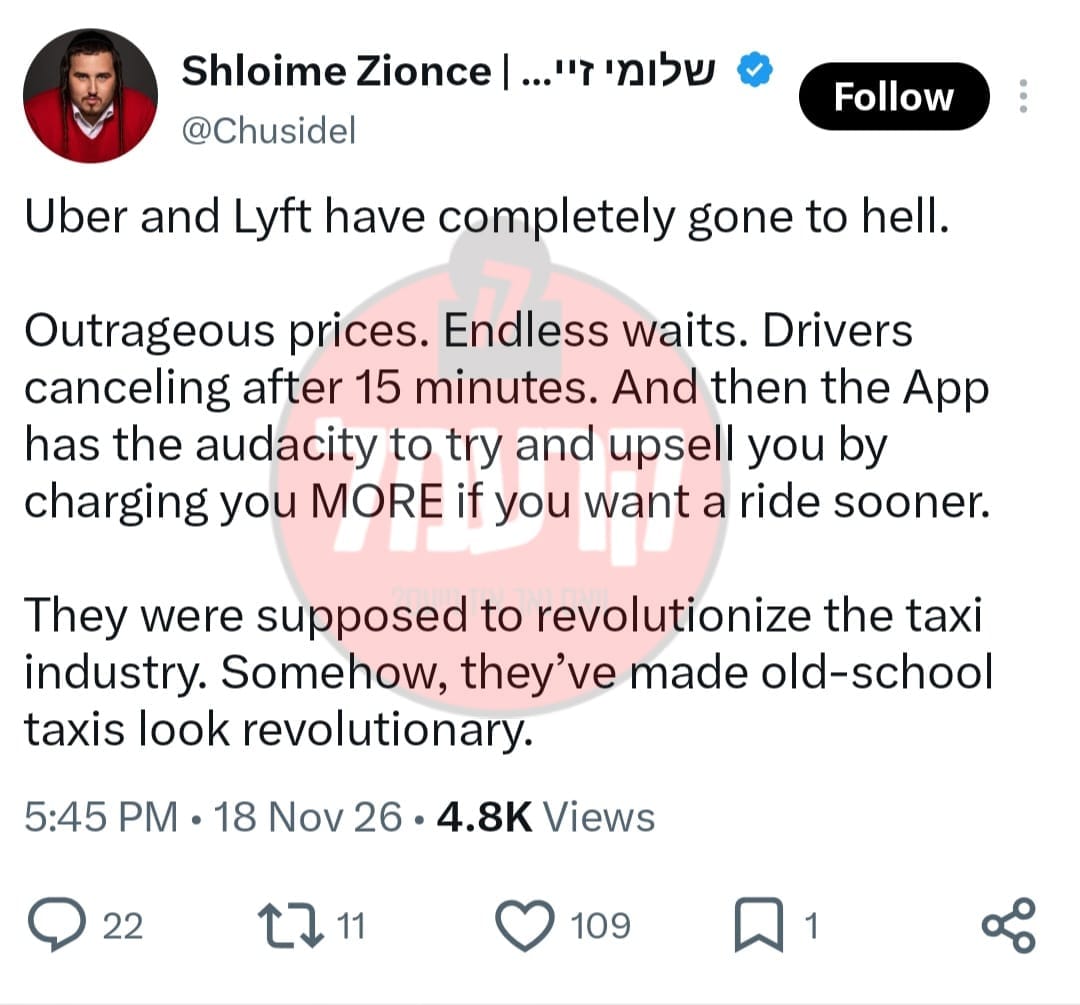 Shloime Zionce | ...שלומי זיי
Follow
@Chusidel
Uber and Lyft have completely gone to hell.
Outrageous prices. Endless waits. Drivers
canceling after 15 minutes. And then the App
has the audacity to try and upsell you by
charging you MORE if you want a ride sooner.
They were supposed to revolutionize the taxi
industry. Somehow, they’ve made old-school
taxis look revolutionary.
5:45 PM • 18 Nov 26 • 4.8K Views
22 11 109 1
קרעמל